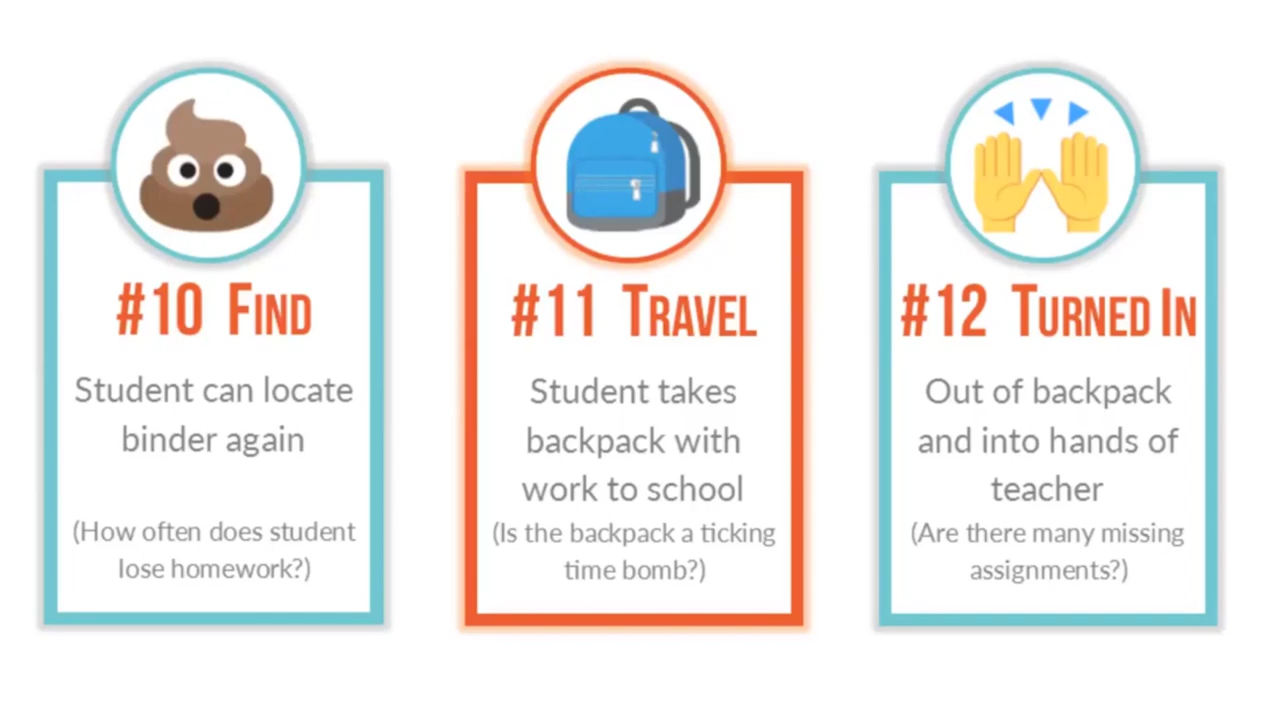 #10 Find
Student can locate
binder again
(How often does student
lose homework?)
#11 Travel
Student takes
backpack with
work to school
(Is the backpack a ticking
time bomb?)
#12 Turned In
Out of backpack
and into hands of
teacher
(Are there many missing
assignments?)